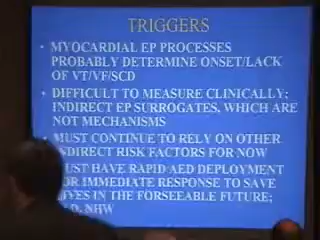 TRIGGERS
• MYOCARDIAL EP PROCESSES
PROBABLY DETERMINE ONSET/LACK
OF VT/VF/SCD
• DIFFICULT TO MEASURE CLINICALLY;
INDIRECT EP SURROGATES, WHICH ARE
NOT MECHANISMS
MUST CONTINUE TO RELY ON OTHER
INDIRECT RISK FACTORS FOR NOW
MUST HAVE RAPID AED DEPLOYMENT
FOR IMMEDIATE RESPONSE TO SAVE
LIVES IN THE FORSEEABLE FUTURE;
NHW